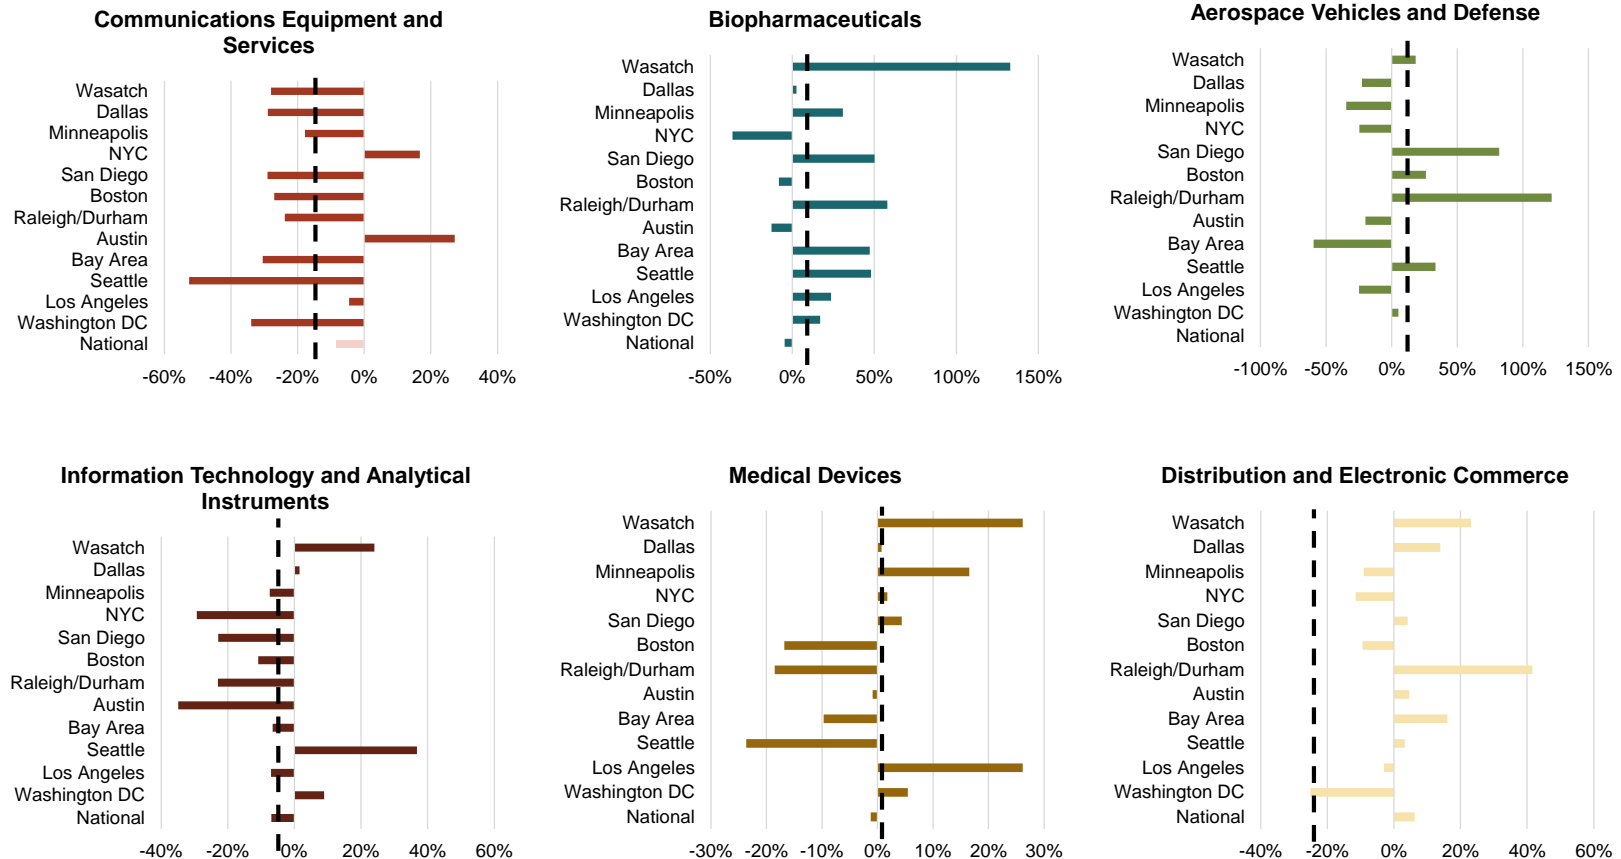 Communications Equipment and
Services
Wasatch
Dallas
Minneapolis
NYC
San Diego
Boston
Raleigh/Durham
Austin
Bay Area
Seattle
Los Angeles
Washington DC
National
-60% -40% -20% 0% 20% 40%
Biopharmaceuticals
Wasatch
Dallas
Minneapolis
NYC
San Diego
Boston
Raleigh/Durham
Austin
Bay Area
Seattle
Los Angeles
Washington DC
National
-50% 0% 50% 100% 150%
Aerospace Vehicles and Defense
Wasatch
Dallas
Minneapolis
NYC
San Diego
Boston
Raleigh/Durham
Austin
Bay Area
Seattle
Los Angeles
Washington DC
National
-100% -50% 0% 50% 100% 150%
Information Technology and Analytical
Instruments
Wasatch
Dallas
Minneapolis
NYC
San Diego
Boston
Raleigh/Durham
Austin
Bay Area
Seattle
Los Angeles
Washington DC
National
-40% -20% 0% 20% 40% 60%
Medical Devices
Wasatch
Dallas
Minneapolis
NYC
San Diego
Boston
Raleigh/Durham
Austin
Bay Area
Seattle
Los Angeles
Washington DC
National
-30% -20% -10% 0% 10% 20% 30%
Distribution and Electronic Commerce
Wasatch
Dallas
Minneapolis
NYC
San Diego
Boston
Raleigh/Durham
Austin
Bay Area
Seattle
Los Angeles
Washington DC
National
-40% -20% 0% 20% 40% 60%